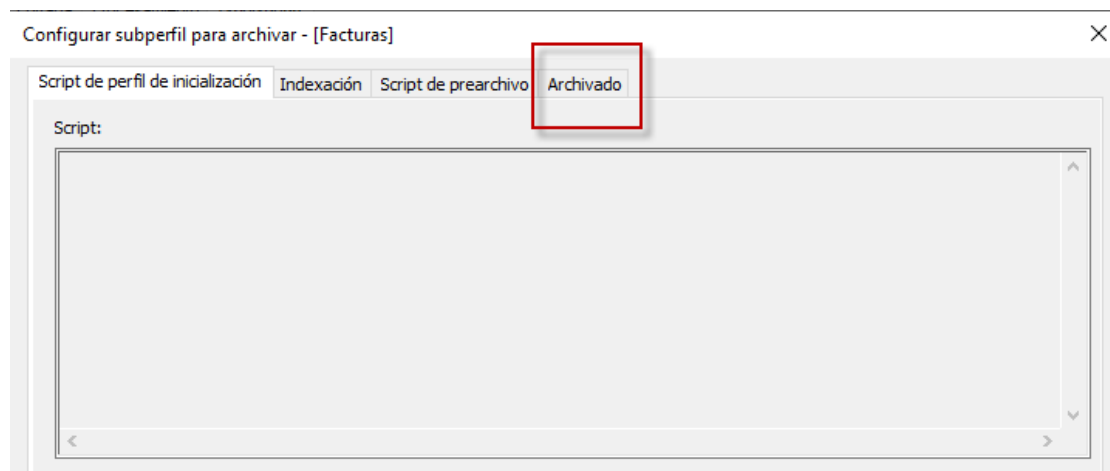 Configurar subperfil para archivar - [Facturas]
Script de perfil de inicialización Indexación Script de prearchivo Archivado
Script: